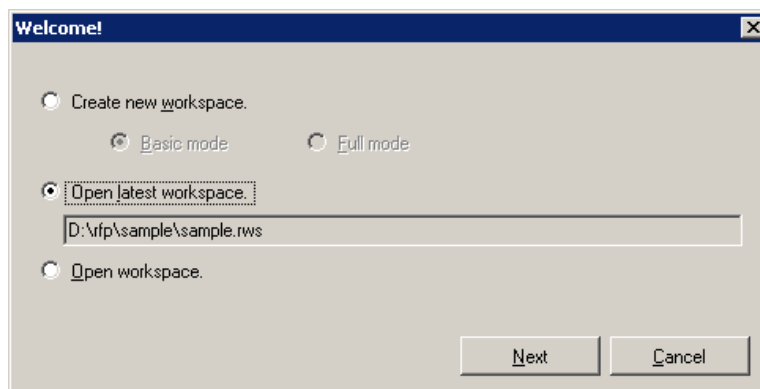 Welcome!
Create new workspace.
Basic mode Full mode
Open latest workspace.
D:\rfp\sample\sample.rws
Open workspace.
Next Cancel